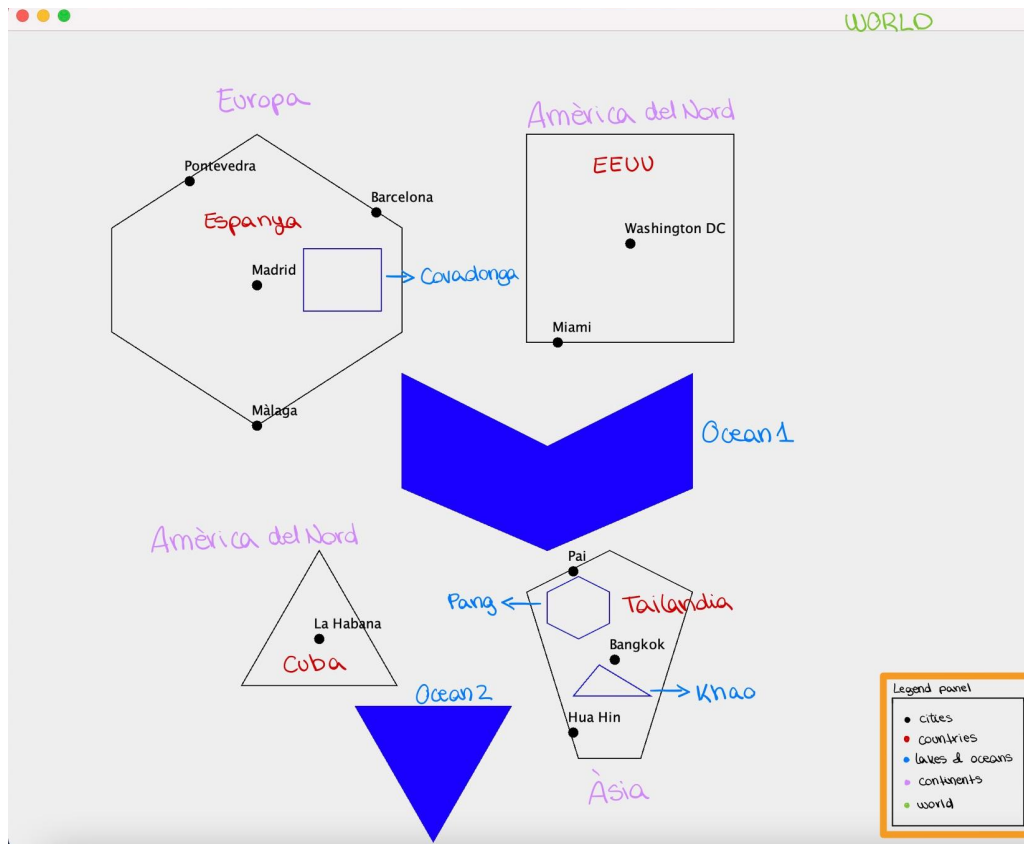 WORLD
Europa
Amèrica del Nord
Pontevedra
EEUU
Barcelona
Espanya
Washington DC
Madrid
Covadonga
Miami
Màlaga
Ocean1
Amèrica del Nord
Pai
Pang
Tailandia
La Habana
Bangkok
Cuba
Ocean2
Khao
Hua Hin
Àsia
Legend panel
cities
countries
lakes & oceans
continents
world